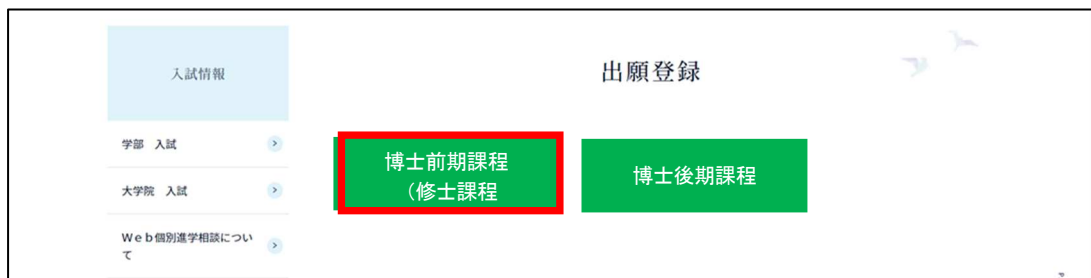 入試情報
出願登録
学部　入試
大学院　入試
Ｗｅｂ個別進学相談につい
て
博士前期課程
（修士課程
博士後期課程